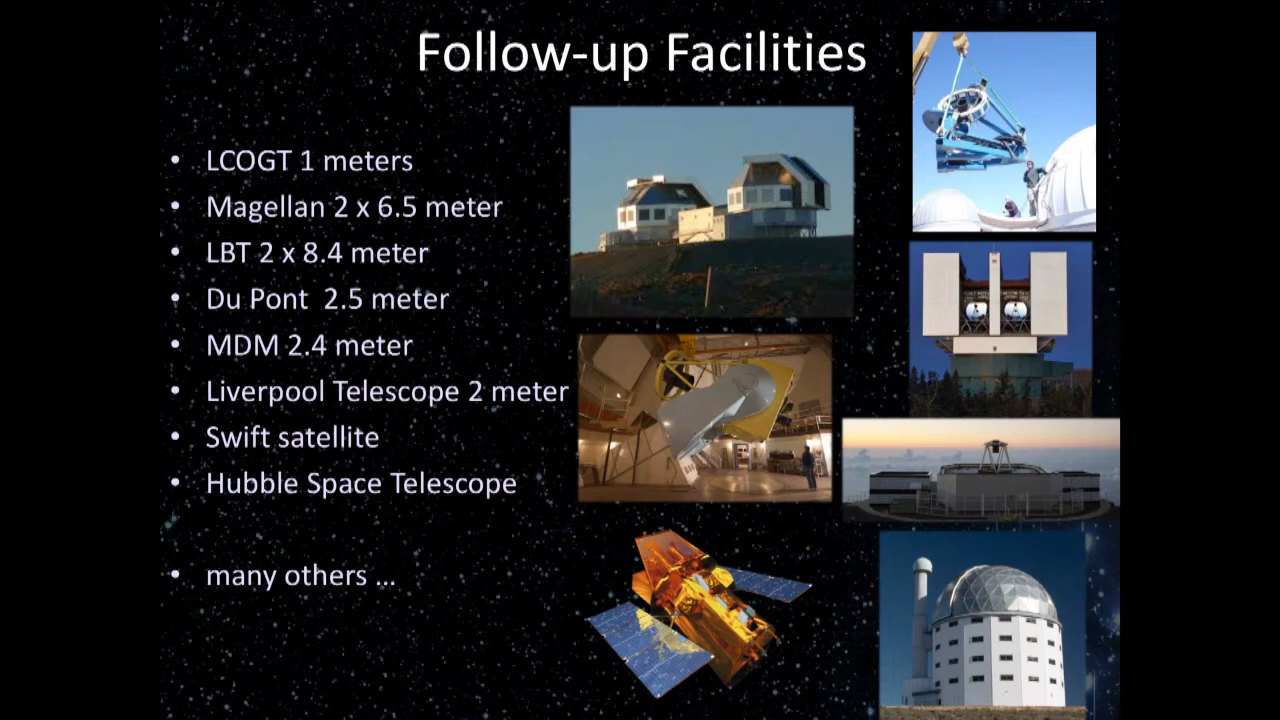 Follow-up Facilities
• LCOGT 1 meters
• Magellan 2 x 6.5 meter
• LBT 2 x 8.4 meter
• Du Pont  2.5 meter
• MDM 2.4 meter
• Liverpool Telescope 2 meter
• Swift satellite
• Hubble Space Telescope
• many others ...